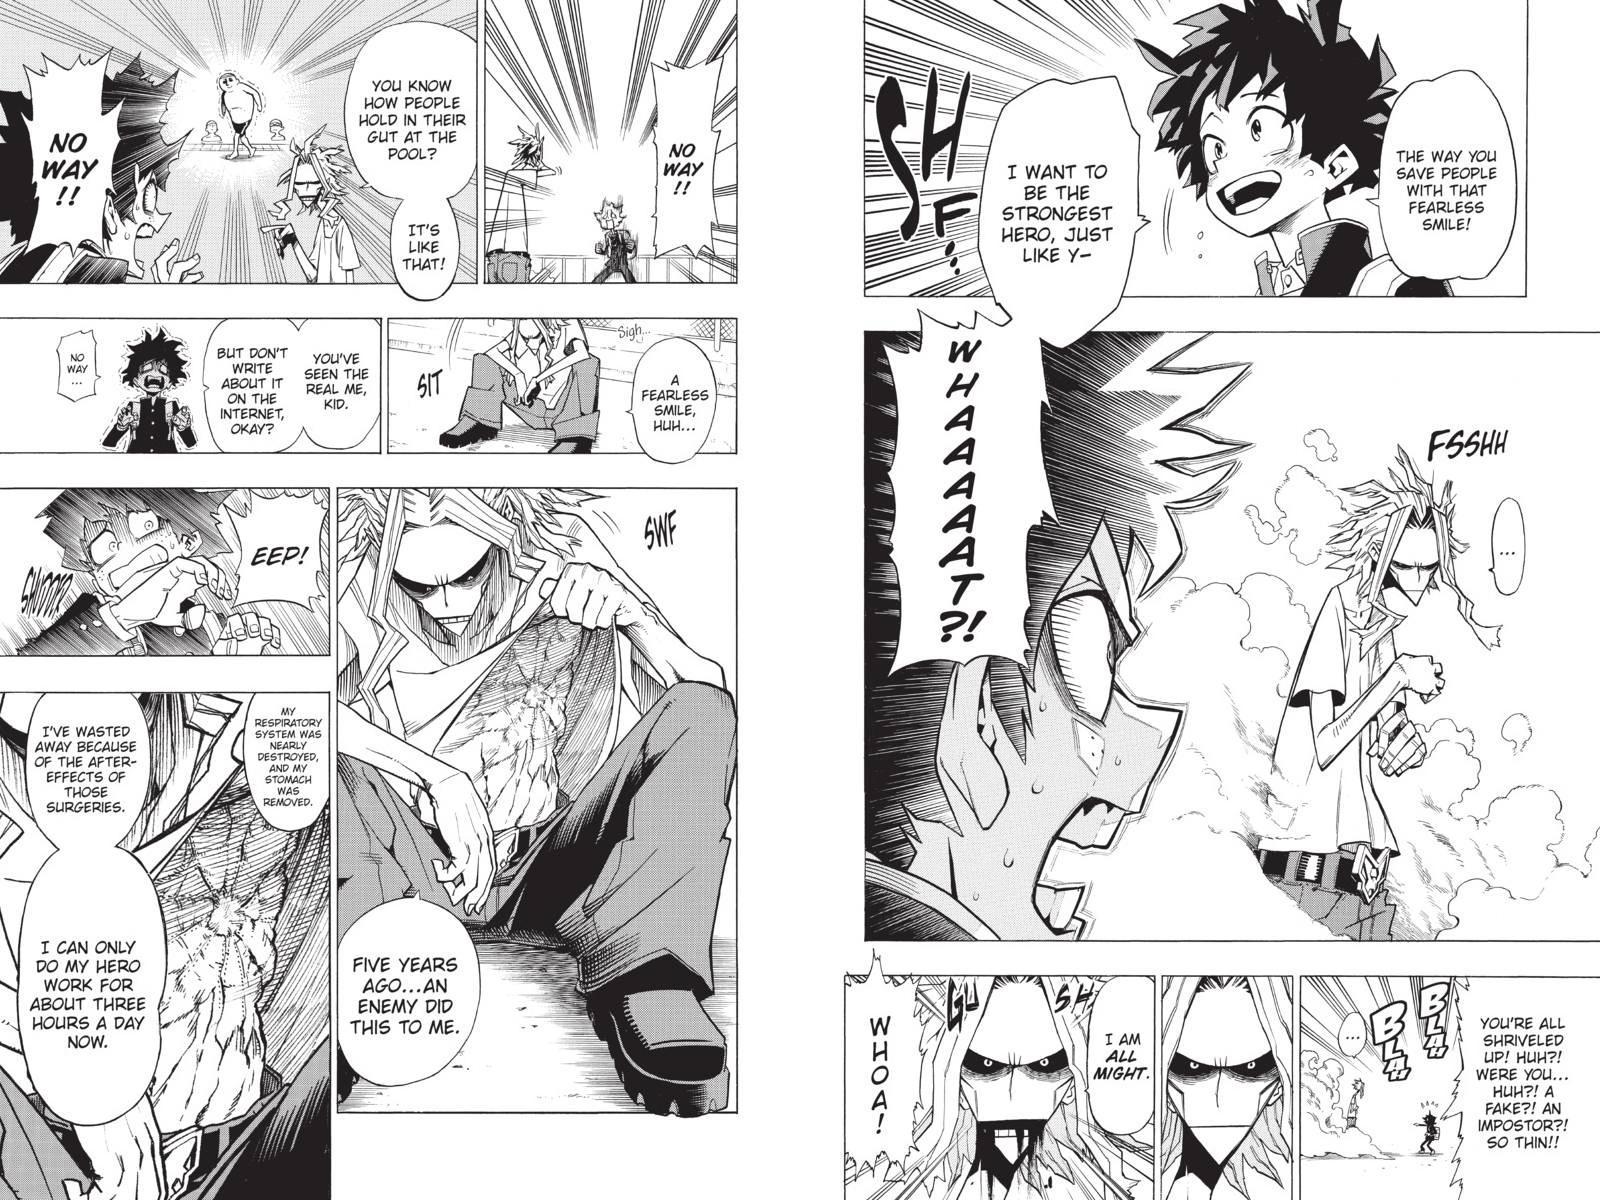 THE WAY YOU
SAVE PEOPLE
WITH THAT
FEARLESS
SMILE!
I WANT TO
BE THE
STRONGEST
HERO, JUST
LIKE Y-
SHF...
WHAAAAAT?!
FSSHH
...
YOU'RE ALL
SHRIVELED
UP! HUH?!
WERE YOU...
HUH?! A
FAKE?! AN
IMPOSTOR?!
SO THIN!!
BLAH
BLAH
...
I AM
ALL
MIGHT.
SH
GU
WHOA!
NO
WAY
!!
YOU KNOW
HOW PEOPLE
HOLD IN THEIR
GUT AT THE
POOL?
IT'S
LIKE
THAT!
NO
WAY
!!
Sigh...
A
FEARLESS
SMILE,
HUH...
SIT
YOU'VE
SEEN THE
REAL ME,
KID.
BUT DON'T
WRITE
ABOUT IT
ON THE
INTERNET,
OKAY?
NO
WAY
...
SWF
FIVE YEARS
AGO...AN
ENEMY DID
THIS TO ME.
EEP!
MY
RESPIRATORY
SYSTEM WAS
NEARLY
DESTROYED,
AND MY
STOMACH
WAS
REMOVED.
I'VE WASTED
AWAY BECAUSE
OF THE AFTER-
EFFECTS OF
THOSE
SURGERIES.
I CAN ONLY
DO MY HERO
WORK FOR
ABOUT THREE
HOURS A DAY
NOW.